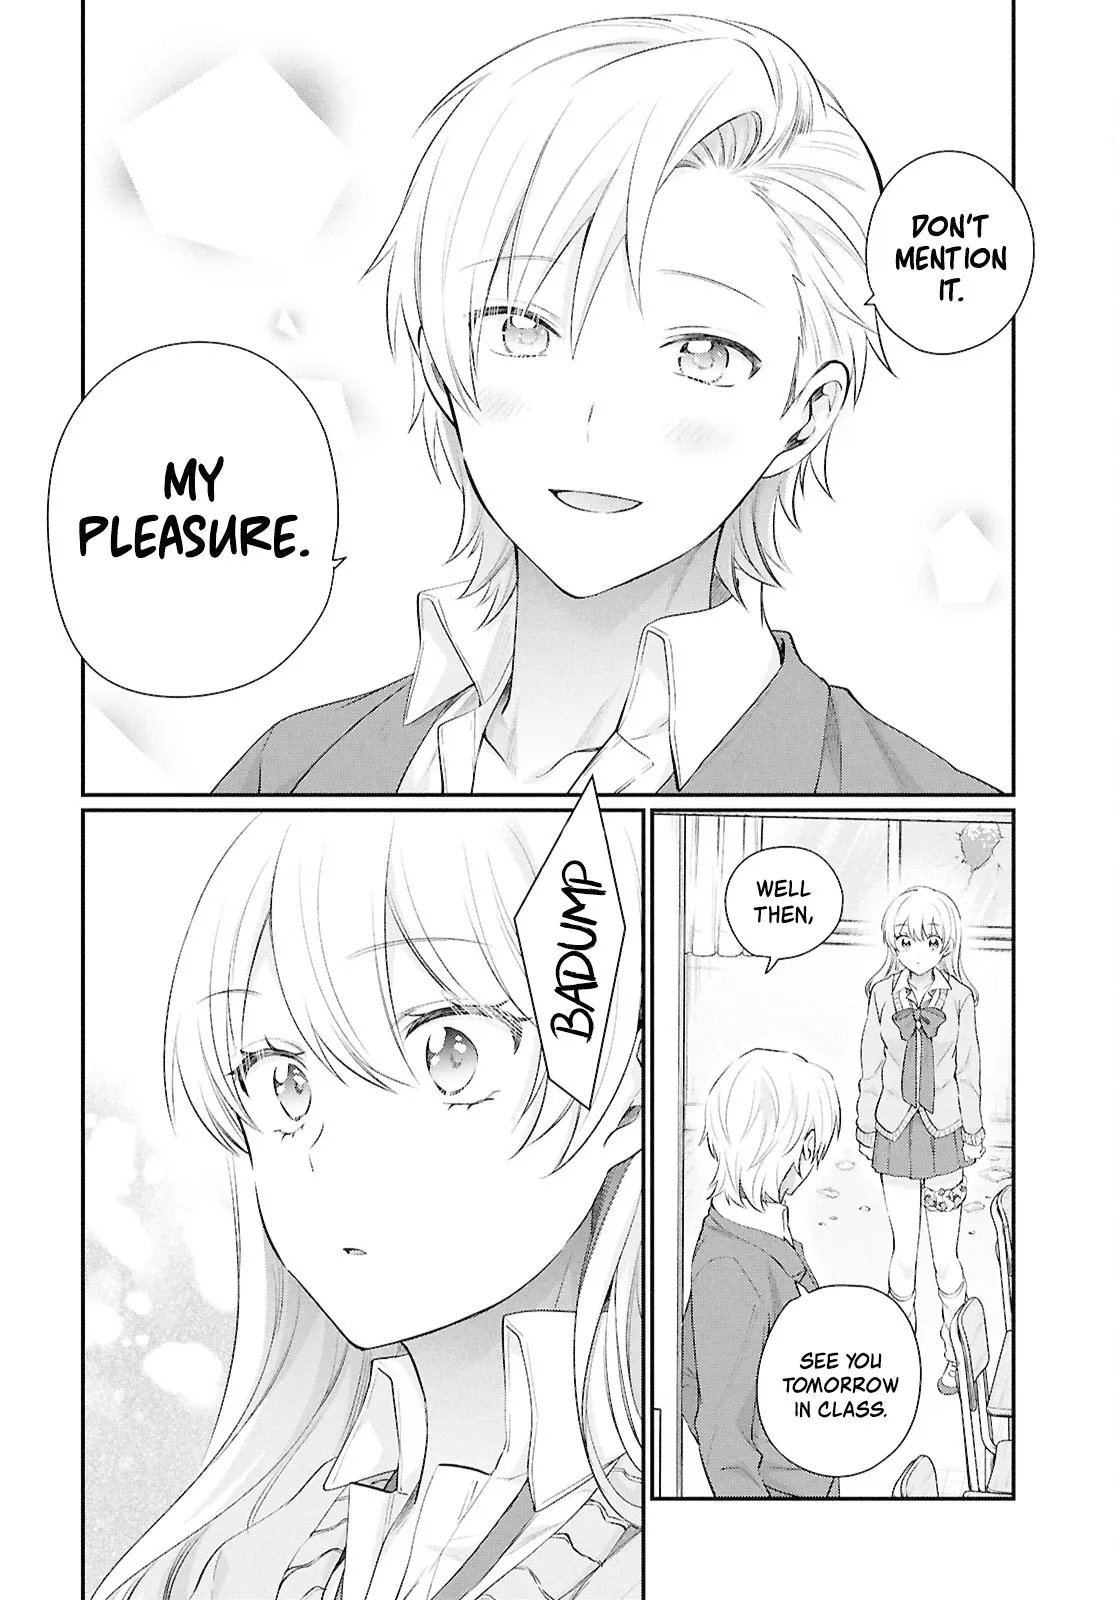 DON'T
MENTION
IT.
MY
PLEASURE.
WELL
THEN,
SEE YOU
TOMORROW
IN CLASS.
BADUMP